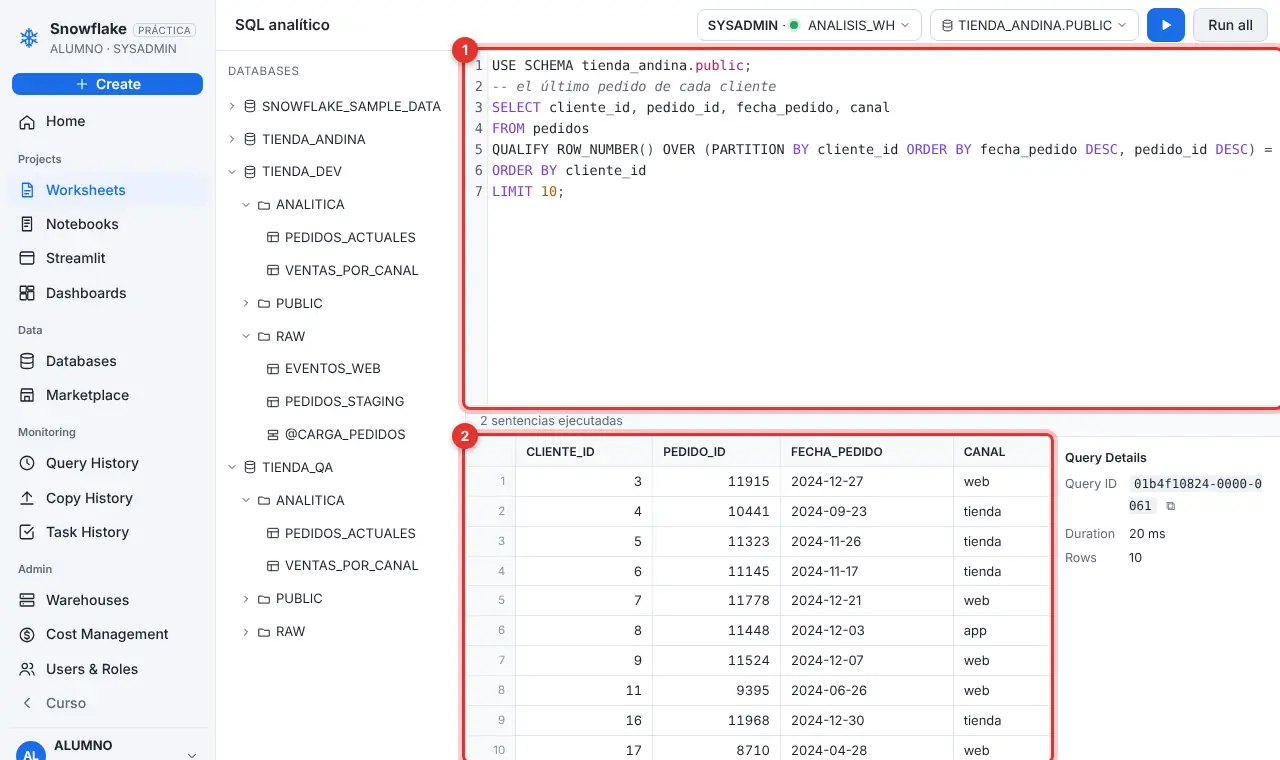 Snowflake PRÁCTICA
ALUMNO · SYSADMIN
+ Create
Home
Projects
Worksheets
Notebooks
Streamlit
Dashboards
Data
Databases
Marketplace
Monitoring
Query History
Copy History
Task History
Admin
Warehouses
Cost Management
Users & Roles
Curso
AL ALUMNO
SQL analítico
SYSADMIN · ANALISIS_WH
TIENDA_ANDINA.PUBLIC
Run all
DATABASES
SNOWFLAKE_SAMPLE_DATA
TIENDA_ANDINA
TIENDA_DEV
ANALITICA
PEDIDOS_ACTUALES
VENTAS_POR_CANAL
PUBLIC
RAW
EVENTOS_WEB
PEDIDOS_STAGING
@CARGA_PEDIDOS
TIENDA_QA
ANALITICA
PEDIDOS_ACTUALES
VENTAS_POR_CANAL
PUBLIC
RAW
1
1 USE SCHEMA tienda_andina.public;
2 -- el último pedido de cada cliente
3 SELECT cliente_id, pedido_id, fecha_pedido, canal
4 FROM pedidos
5 QUALIFY ROW_NUMBER() OVER (PARTITION BY cliente_id ORDER BY fecha_pedido DESC, pedido_id DESC) =
6 ORDER BY cliente_id
7 LIMIT 10;
2 sentencias ejecutadas
2
CLIENTE_ID PEDIDO_ID FECHA_PEDIDO CANAL
1 3 11915 2024-12-27 web
2 4 10441 2024-09-23 tienda
3 5 11323 2024-11-26 tienda
4 6 11145 2024-11-17 tienda
5 7 11778 2024-12-21 web
6 8 11448 2024-12-03 app
7 9 11524 2024-12-07 web
8 11 9395 2024-06-26 web
9 16 11968 2024-12-30 tienda
10 17 8710 2024-04-28 web
Query Details
Query ID 01b4f10824-0000-0
061
Duration 20 ms
Rows 10